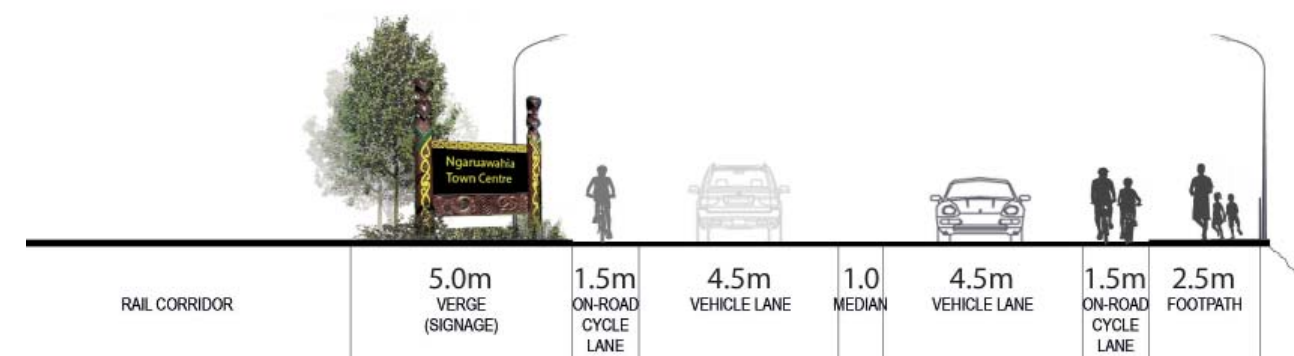 Ngaruawahia
Town Centre
RAIL CORRIDOR
5.0m
VERGE
(SIGNAGE)
1.5m
ON-ROAD
CYCLE
LANE
4.5m
VEHICLE LANE
1.0
MEDIAN
4.5m
VEHICLE LANE
1.5m
ON-ROAD
CYCLE
LANE
2.5m
FOOTPATH